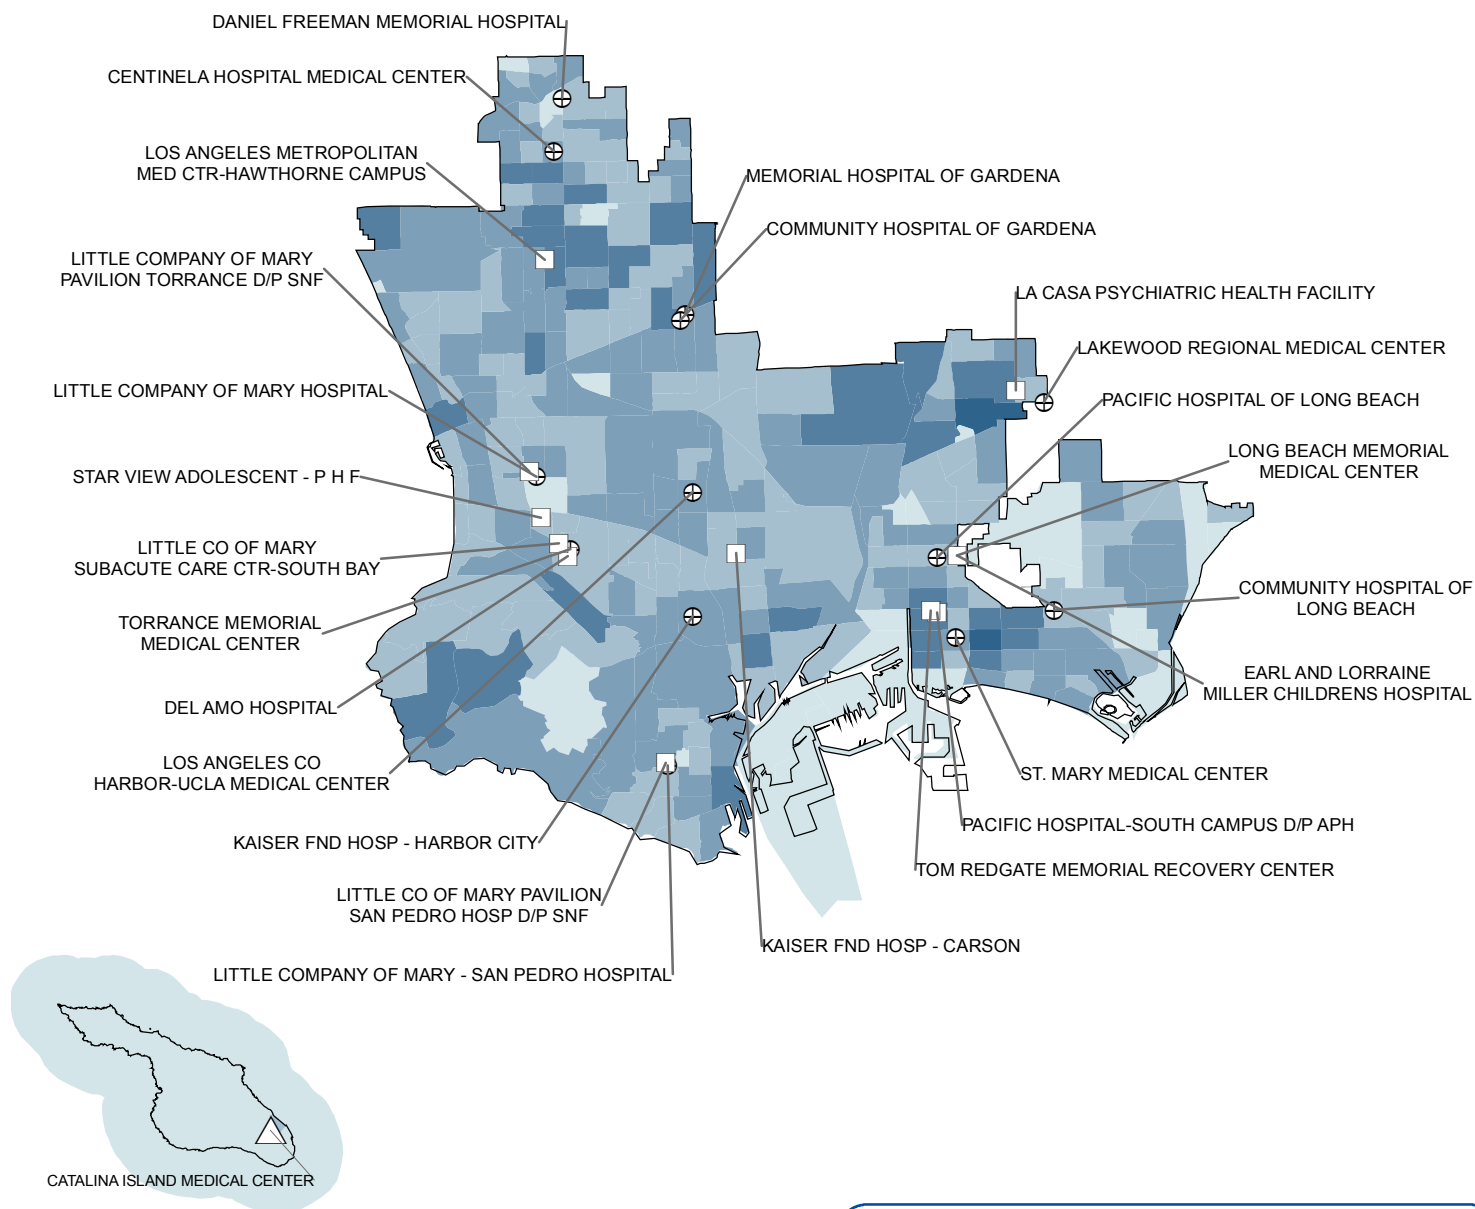 DANIEL FREEMAN MEMORIAL HOSPITAL
CENTINELA HOSPITAL MEDICAL CENTER
LOS ANGELES METROPOLITAN
MED CTR-HAWTHORNE CAMPUS
MEMORIAL HOSPITAL OF GARDENA
COMMUNITY HOSPITAL OF GARDENA
LITTLE COMPANY OF MARY
PAVILION TORRANCE D/P SNF
LA CASA PSYCHIATRIC HEALTH FACILITY
LAKEWOOD REGIONAL MEDICAL CENTER
LITTLE COMPANY OF MARY HOSPITAL
PACIFIC HOSPITAL OF LONG BEACH
LONG BEACH MEMORIAL
MEDICAL CENTER
STAR VIEW ADOLESCENT - P H F
LITTLE CO OF MARY
SUBACUTE CARE CTR-SOUTH BAY
COMMUNITY HOSPITAL OF
LONG BEACH
TORRANCE MEMORIAL
MEDICAL CENTER
EARL AND LORRAINE
MILLER CHILDRENS HOSPITAL
DEL AMO HOSPITAL
LOS ANGELES CO
HARBOR-UCLA MEDICAL CENTER
ST. MARY MEDICAL CENTER
PACIFIC HOSPITAL-SOUTH CAMPUS D/P APH
KAISER FND HOSP - HARBOR CITY
TOM REDGATE MEMORIAL RECOVERY CENTER
LITTLE CO OF MARY PAVILION
SAN PEDRO HOSP D/P SNF
KAISER FND HOSP - CARSON
LITTLE COMPANY OF MARY - SAN PEDRO HOSPITAL
CATALINA ISLAND MEDICAL CENTER